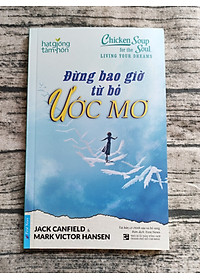 hạt giống
tâm hồn
Chicken Soup
for the Soul
LIVING YOUR DREAMS
Đừng bao giờ
từ bỏ
ƯỚC MƠ
JACK CANFIELD &
MARK VICTOR HANSEN